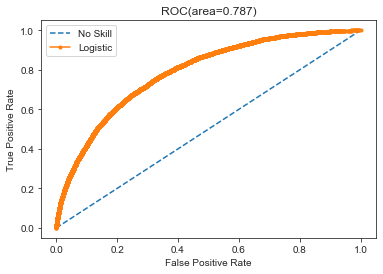 ROC(area=0.787)
No Skill
Logistic
True Positive Rate
1.0
0.8
0.6
0.4
0.2
0.0
0.0 0.2 0.4 0.6 0.8 1.0
False Positive Rate